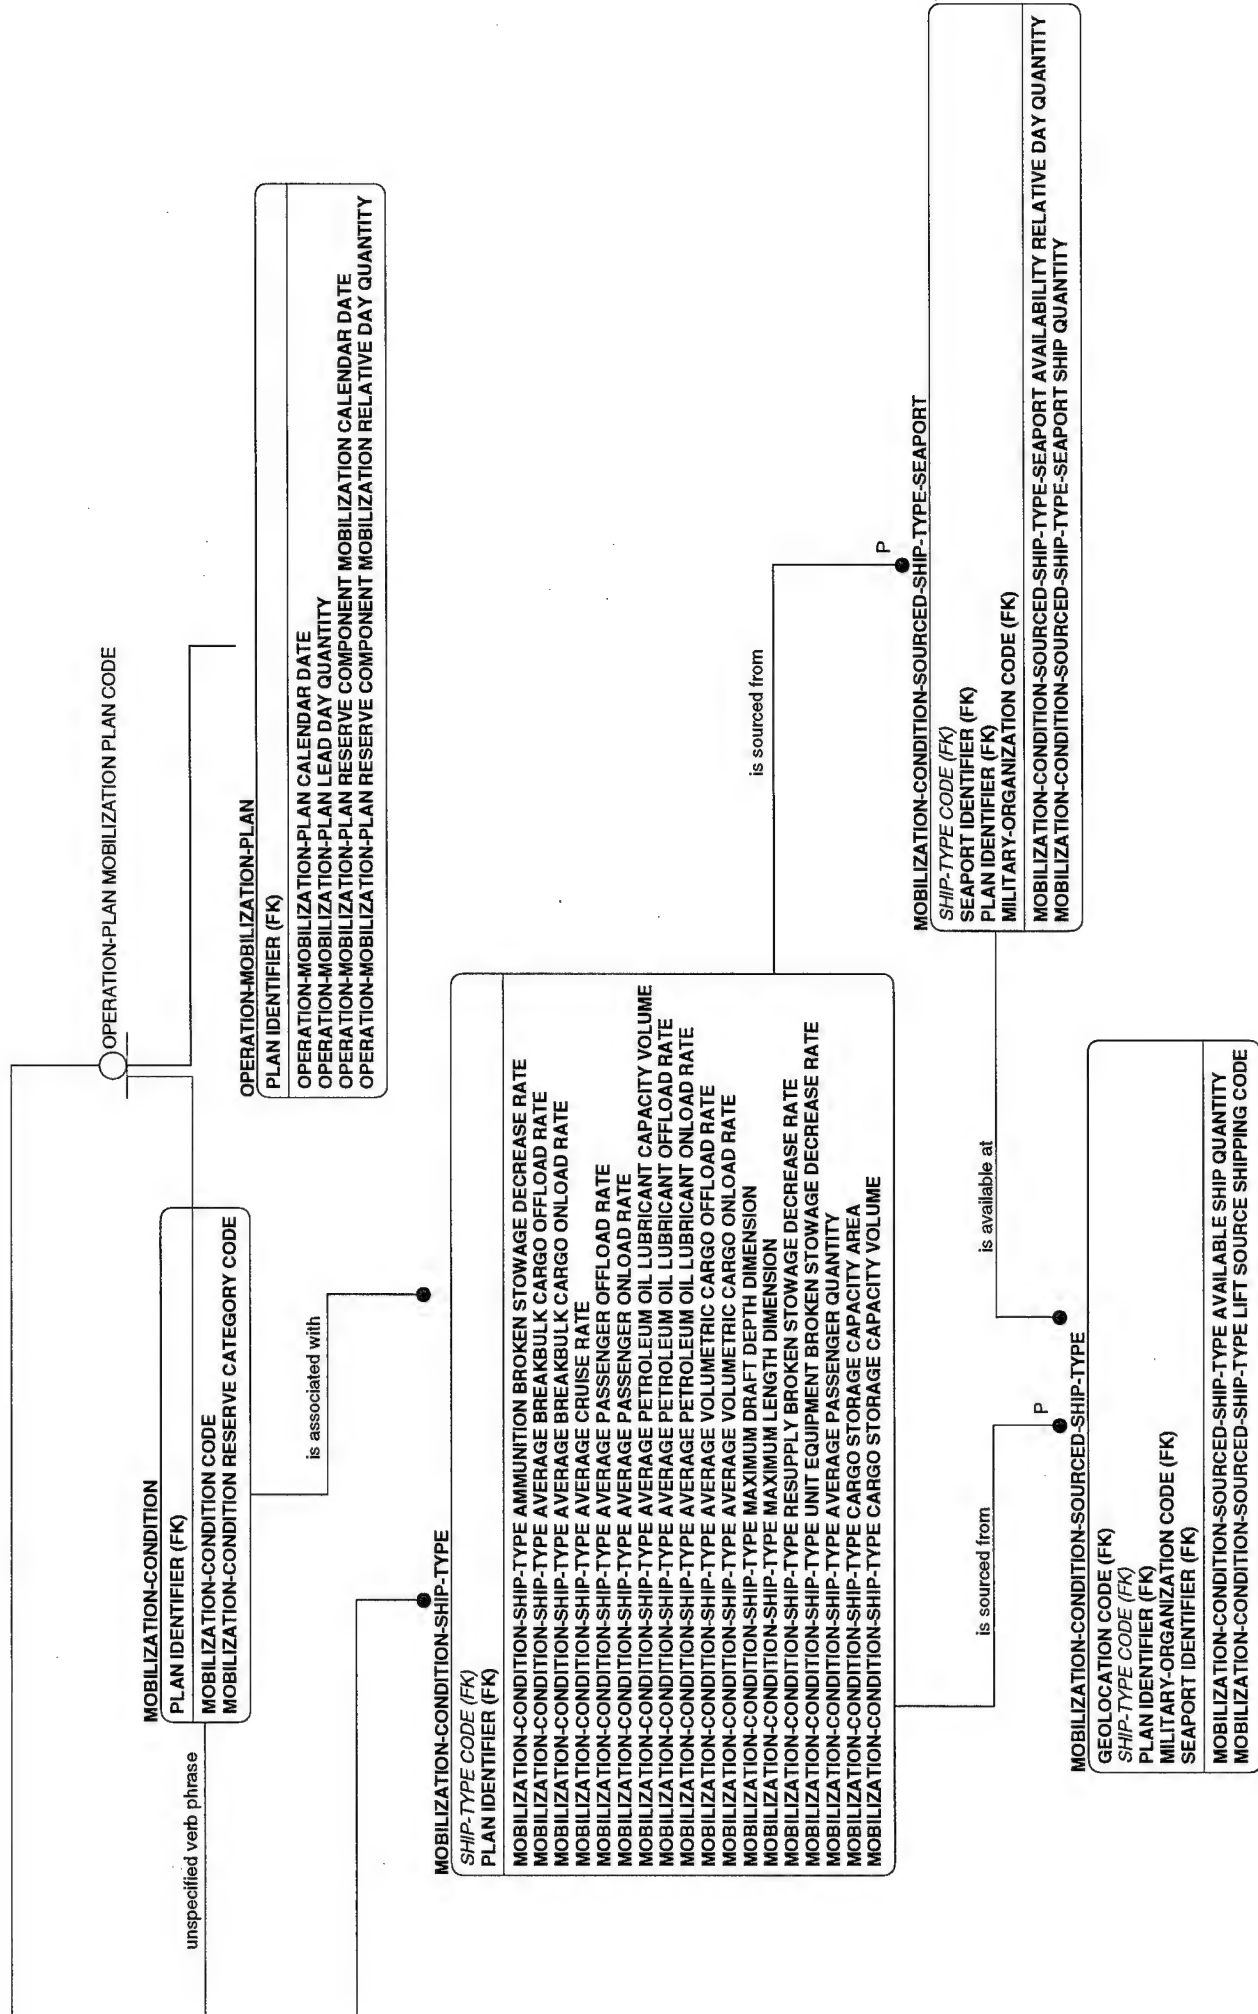 OPERATION-PLAN MOBILIZATION PLAN CODE
unspecified verb phrase
MOBILIZATION-CONDITION
PLAN IDENTIFIER (FK)
MOBILIZATION-CONDITION CODE
MOBILIZATION-CONDITION RESERVE CATEGORY CODE
OPERATION-MOBILIZATION-PLAN
PLAN IDENTIFIER (FK)
OPERATION-MOBILIZATION-PLAN CALENDAR DATE
OPERATION-MOBILIZATION-PLAN LEAD DAY QUANTITY
OPERATION-MOBILIZATION-PLAN RESERVE COMPONENT MOBILIZATION CALENDAR DATE
OPERATION-MOBILIZATION-PLAN RESERVE COMPONENT MOBILIZATION RELATIVE DAY QUANTITY
is associated with
MOBILIZATION-CONDITION-SHIP-TYPE
SHIP-TYPE CODE (FK)
PLAN IDENTIFIER (FK)
MOBILIZATION-CONDITION-SHIP-TYPE AMMUNITION BROKEN STOWAGE DECREASE RATE
MOBILIZATION-CONDITION-SHIP-TYPE AVERAGE BREAKBULK CARGO OFFLOAD RATE
MOBILIZATION-CONDITION-SHIP-TYPE AVERAGE BREAKBULK CARGO ONLOAD RATE
MOBILIZATION-CONDITION-SHIP-TYPE AVERAGE CRUISE RATE
MOBILIZATION-CONDITION-SHIP-TYPE AVERAGE PASSENGER OFFLOAD RATE
MOBILIZATION-CONDITION-SHIP-TYPE AVERAGE PASSENGER ONLOAD RATE
MOBILIZATION-CONDITION-SHIP-TYPE AVERAGE PETROLEUM OIL LUBRICANT CAPACITY VOLUME
MOBILIZATION-CONDITION-SHIP-TYPE AVERAGE PETROLEUM OIL LUBRICANT OFFLOAD RATE
MOBILIZATION-CONDITION-SHIP-TYPE AVERAGE PETROLEUM OIL LUBRICANT ONLOAD RATE
MOBILIZATION-CONDITION-SHIP-TYPE AVERAGE VOLUMETRIC CARGO OFFLOAD RATE
MOBILIZATION-CONDITION-SHIP-TYPE AVERAGE VOLUMETRIC CARGO ONLOAD RATE
MOBILIZATION-CONDITION-SHIP-TYPE MAXIMUM DRAFT DEPTH DIMENSION
MOBILIZATION-CONDITION-SHIP-TYPE MAXIMUM LENGTH DIMENSION
MOBILIZATION-CONDITION-SHIP-TYPE RESUPPLY BROKEN STOWAGE DECREASE RATE
MOBILIZATION-CONDITION-SHIP-TYPE UNIT EQUIPMENT BROKEN STOWAGE DECREASE RATE
MOBILIZATION-CONDITION-SHIP-TYPE AVERAGE PASSENGER QUANTITY
MOBILIZATION-CONDITION-SHIP-TYPE CARGO STORAGE CAPACITY AREA
MOBILIZATION-CONDITION-SHIP-TYPE CARGO STORAGE CAPACITY VOLUME
is sourced from
P
MOBILIZATION-CONDITION-SOURCED-SHIP-TYPE-SEAPORT
SHIP-TYPE CODE (FK)
SEAPORT IDENTIFIER (FK)
PLAN IDENTIFIER (FK)
MILITARY-ORGANIZATION CODE (FK)
MOBILIZATION-CONDITION-SOURCED-SHIP-TYPE-SEAPORT AVAILABILITY RELATIVE DAY QUANTITY
MOBILIZATION-CONDITION-SOURCED-SHIP-TYPE-SEAPORT SHIP QUANTITY
is sourced from
is available at
P
MOBILIZATION-CONDITION-SOURCED-SHIP-TYPE
GEOLOCATION CODE (FK)
SHIP-TYPE CODE (FK)
PLAN IDENTIFIER (FK)
MILITARY-ORGANIZATION CODE (FK)
SEAPORT IDENTIFIER (FK)
MOBILIZATION-CONDITION-SOURCED-SHIP-TYPE AVAILABLE SHIP QUANTITY
MOBILIZATION-CONDITION-SOURCED-SHIP-TYPE LIFT SOURCE SHIPPING CODE